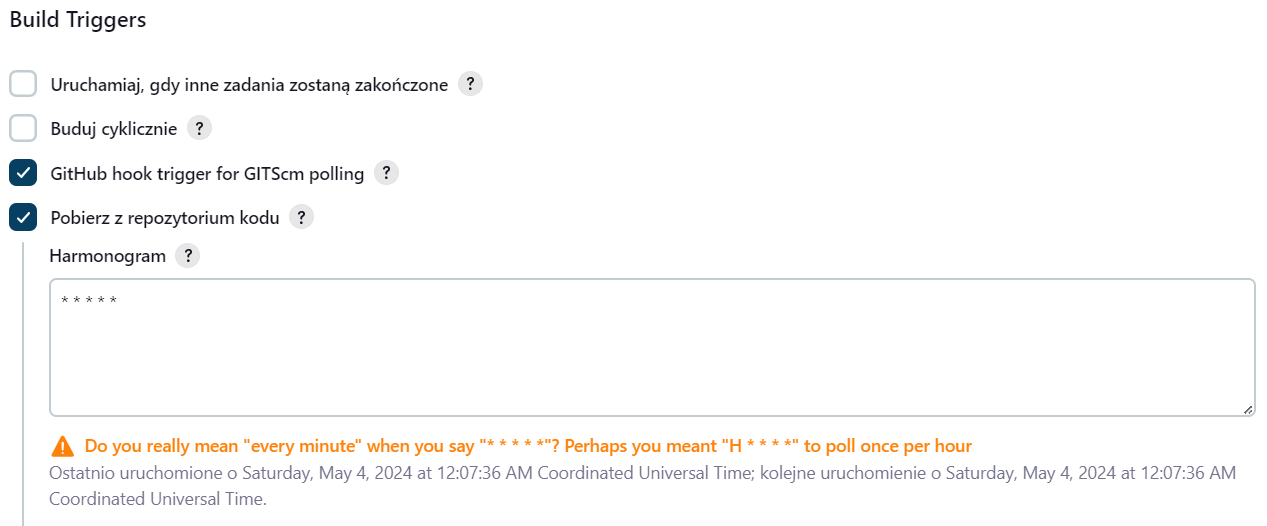 Build Triggers
Uruchamiaj, gdy inne zadania zostaną zakończone ?
Buduj cyklicznie ?
GitHub hook trigger for GITScm polling ?
Pobierz z repozytorium kodu ?
Harmonogram ?
* * * * *
Do you really mean "every minute" when you say "* * * * *"? Perhaps you meant "H * * * *" to poll once per hour
Ostatnio uruchomione o Saturday, May 4, 2024 at 12:07:36 AM Coordinated Universal Time; kolejne uruchomienie o Saturday, May 4, 2024 at 12:07:36 AM
Coordinated Universal Time.